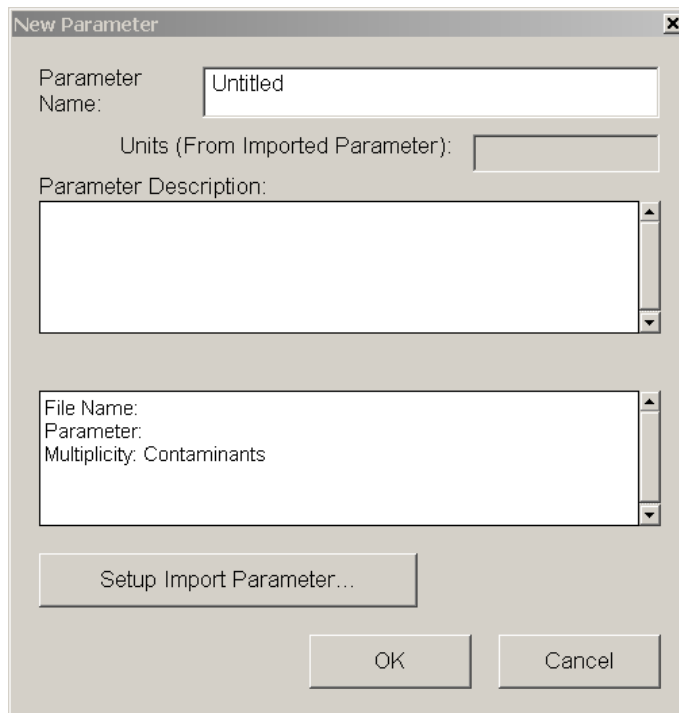 New Parameter
Parameter
Name:
Untitled
Units (From Imported Parameter):
Parameter Description:
File Name:
Parameter:
Multiplicity: Contaminants
Setup Import Parameter...
OK
Cancel